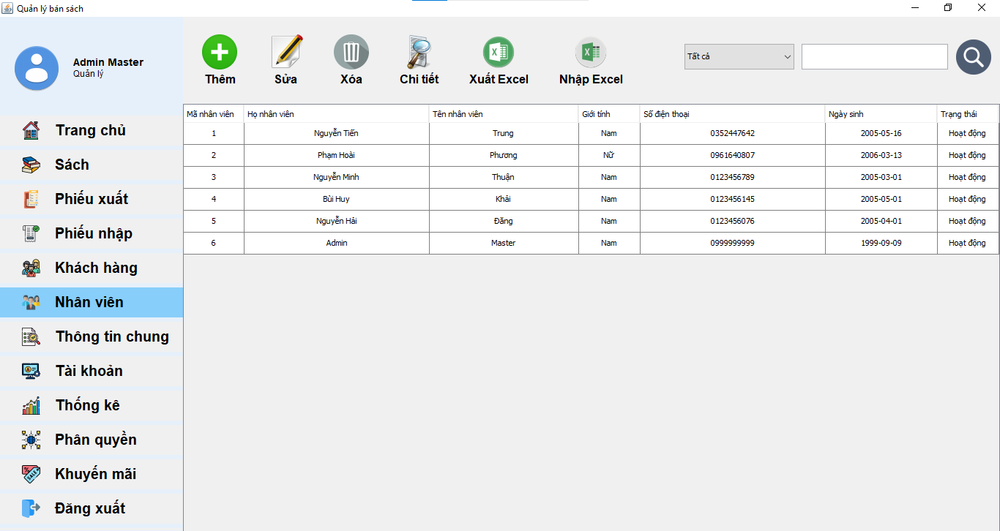 Quản lý bán sách
Admin Master
Quản lý
Thêm Sửa Xóa Chi tiết Xuất Excel Nhập Excel
Tất cả
Trang chủ
Sách
Phiếu xuất
Phiếu nhập
Khách hàng
Nhân viên
Thông tin chung
Tài khoản
Thống kê
Phân quyền
Khuyến mãi
Đăng xuất
Mã nhân viên Họ nhân viên Tên nhân viên Giới tính Số điện thoại Ngày sinh Trạng thái
1 Nguyễn Tiến Trung Nam 0352447642 2005-05-16 Hoạt động
2 Phạm Hoài Phương Nữ 0961640807 2006-03-13 Hoạt động
3 Nguyễn Minh Thuận Nam 0123456789 2005-03-01 Hoạt động
4 Bùi Huy Khải Nam 0123456145 2005-05-01 Hoạt động
5 Nguyễn Hải Đăng Nam 0123456076 2005-04-01 Hoạt động
6 Admin Master Nam 0999999999 1999-09-09 Hoạt động